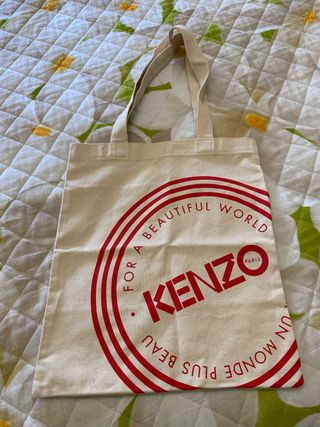 FOR A BEAUTIFUL WORLD
KENZO
PARIS
UN MONDE PLUS BEAU